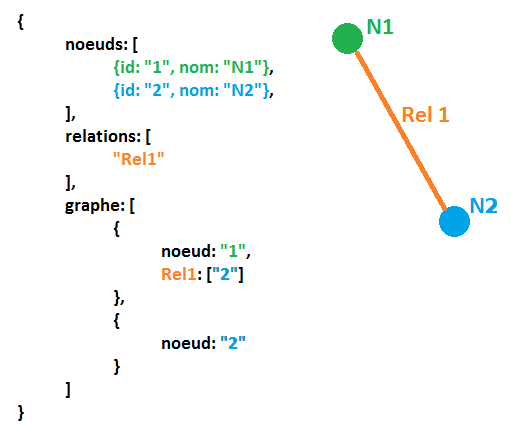 {
noeuds: [
{id: "1", nom: "N1"},
{id: "2", nom: "N2"},
],
relations: [
"Rel1"
],
graphe: [
{
noeud: "1",
Rel1: ["2"]
},
{
noeud: "2"
}
]
}
N1
Rel 1
N2